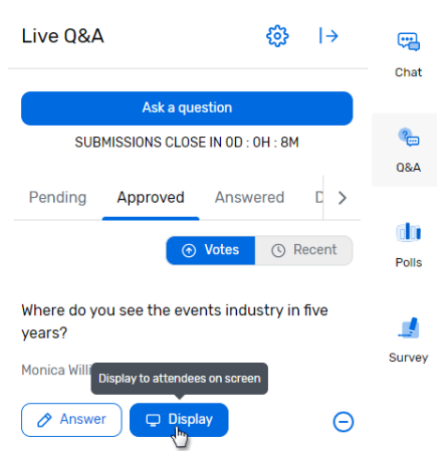 Live Q&A
Ask a question
SUBMISSIONS CLOSE IN 0D : 0H : 8M
Pending Approved Answered
Votes Recent
Where do you see the events industry in five
years?
Monica
Display to attendees on screen
Answer Display
Chat
Q&A
Polls
Survey